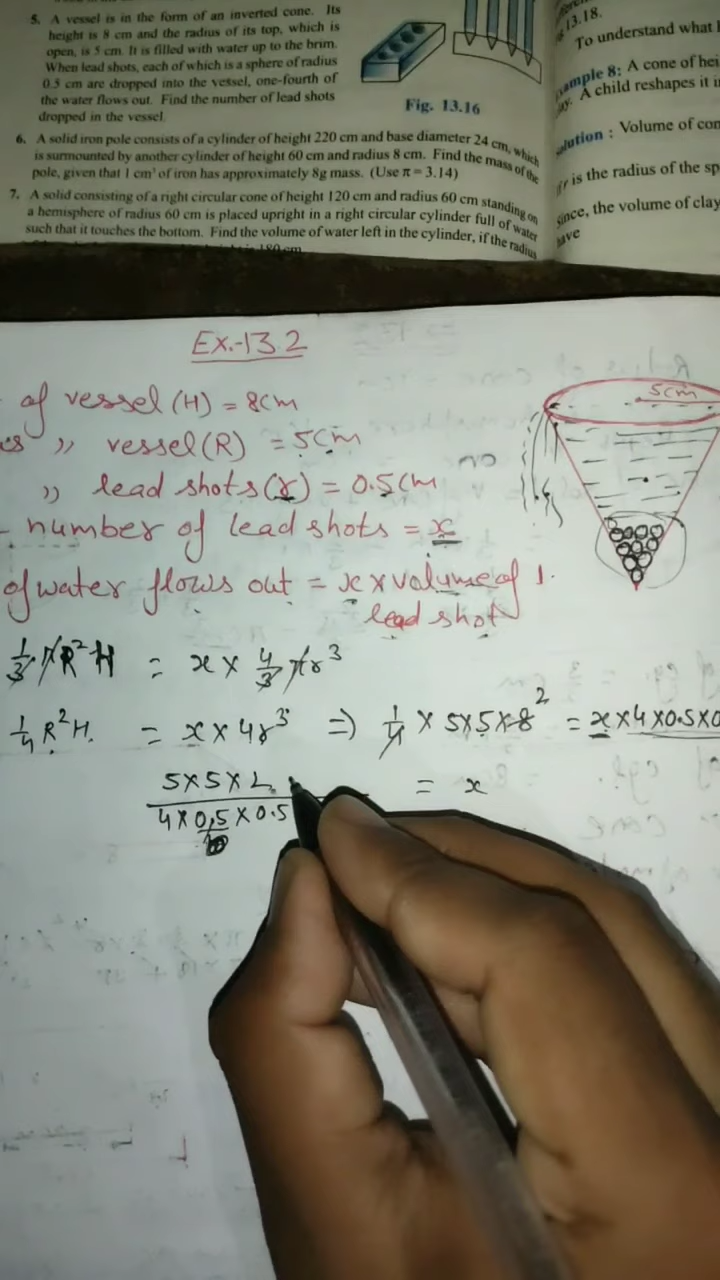 5. A vessel is in the form of an inverted cone. Its
height is 8 cm and the radius of its top, which is
open, is 5 cm. It is filled with water up to the brim.
When lead shots, each of which is a sphere of radius
0.5 cm are dropped into the vessel, one-fourth of
the water flows out. Find the number of lead shots
dropped in the vessel.
Fig. 13.16
6. A solid iron pole consists of a cylinder of height 220 cm and base diameter 24 cm, which
is surmounted by another cylinder of height 60 cm and radius 8 cm. Find the mass of the
pole, given that 1 cm³ of iron has approximately 8g mass. (Use π = 3.14)
7. A solid consisting of a right circular cone of height 120 cm and radius 60 cm standing on
a hemisphere of radius 60 cm is placed upright in a right circular cylinder full of water
such that it touches the bottom. Find the volume of water left in the cylinder, if the radius
180 cm
13.18.
To understand what
ample 8: A cone of hei
A child reshapes it i
olution : Volume of con
r is the radius of the sp
since, the volume of clay
have
Ex.-13.2
of vessel (H) = 8cm
5cm
" vessel (R) = 5cm
" lead shots (r) = 0.5cm
number of lead shots = x
of water flows out = x × volume of 1
lead shot
1/3 πR²H = x × 4/3 πr³
1/4 R²H = x × 4r³ => 1/4 × 5×5×8 2 = x×4×0.5×0
5×5×2 = x
4×0.5×0.5